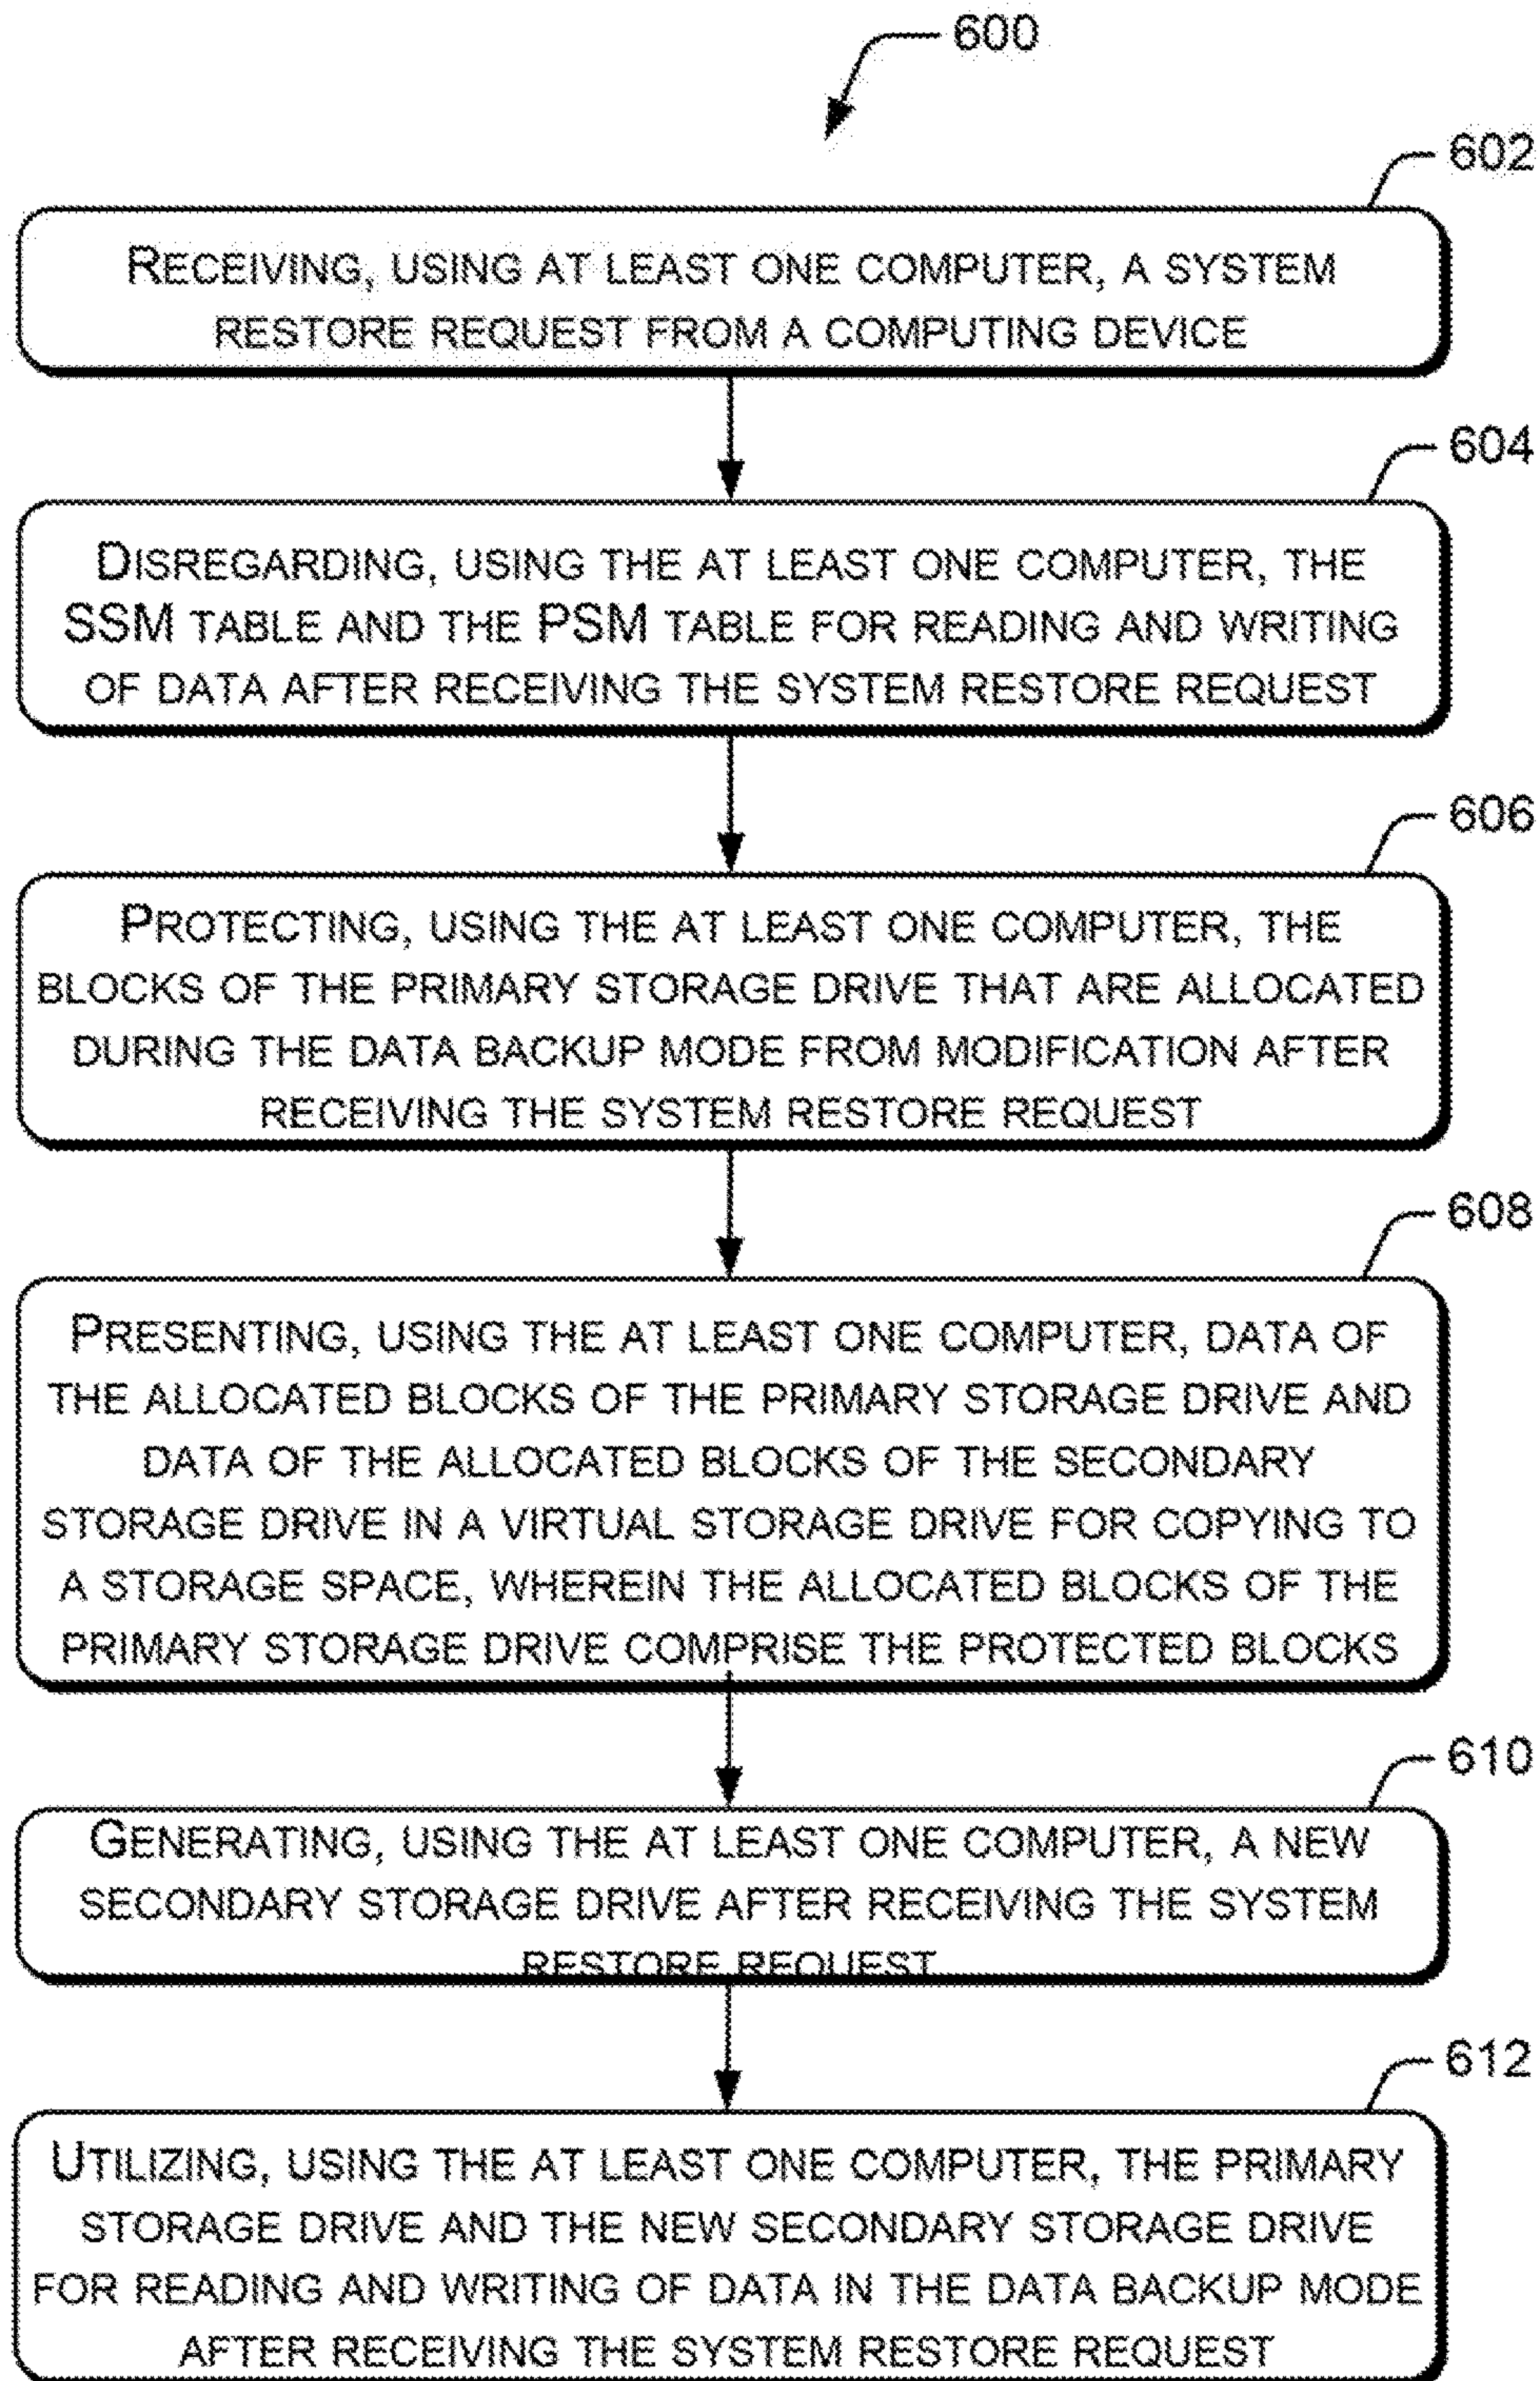 600
602
RECEIVING, USING AT LEAST ONE COMPUTER, A SYSTEM
RESTORE REQUEST FROM A COMPUTING DEVICE
604
DISREGARDING, USING THE AT LEAST ONE COMPUTER, THE
SSM TABLE AND THE PSM TABLE FOR READING AND WRITING
OF DATA AFTER RECEIVING THE SYSTEM RESTORE REQUEST
606
PROTECTING, USING THE AT LEAST ONE COMPUTER, THE
BLOCKS OF THE PRIMARY STORAGE DRIVE THAT ARE ALLOCATED
DURING THE DATA BACKUP MODE FROM MODIFICATION AFTER
RECEIVING THE SYSTEM RESTORE REQUEST
608
PRESENTING, USING THE AT LEAST ONE COMPUTER, DATA OF
THE ALLOCATED BLOCKS OF THE PRIMARY STORAGE DRIVE AND
DATA OF THE ALLOCATED BLOCKS OF THE SECONDARY
STORAGE DRIVE IN A VIRTUAL STORAGE DRIVE FOR COPYING TO
A STORAGE SPACE, WHEREIN THE ALLOCATED BLOCKS OF THE
PRIMARY STORAGE DRIVE COMPRISE THE PROTECTED BLOCKS
610
GENERATING, USING THE AT LEAST ONE COMPUTER, A NEW
SECONDARY STORAGE DRIVE AFTER RECEIVING THE SYSTEM
RESTORE REQUEST
612
UTILIZING, USING THE AT LEAST ONE COMPUTER, THE PRIMARY
STORAGE DRIVE AND THE NEW SECONDARY STORAGE DRIVE
FOR READING AND WRITING OF DATA IN THE DATA BACKUP MODE
AFTER RECEIVING THE SYSTEM RESTORE REQUEST